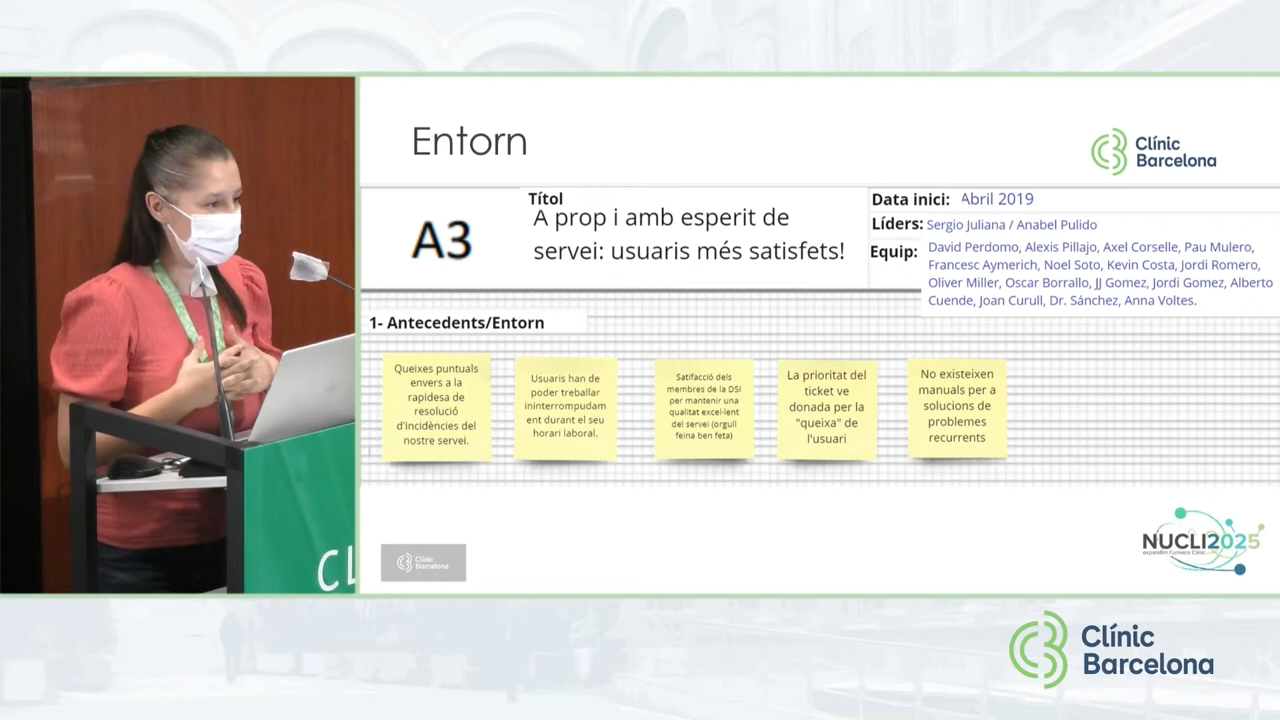 Entorn
Clínic
Barcelona
A3
Títol
A prop i amb esperit de
servei: usuaris més satisfets!
Data inici: Abril 2019
Líders: Sergio Juliana / Anabel Pulido
Equip: David Perdomo, Alexis Pillajo, Axel Corselle, Pau Mulero,
Francesc Aymerich, Noel Soto, Kevin Costa, Jordi Romero,
Oliver Miller, Oscar Borrallo, JJ Gomez, Jordi Gomez, Alberto
Cuende, Joan Curull, Dr. Sánchez, Anna Voltes.
1- Antecedents/Entorn
Queixes puntuals
envers a la
rapidesa de
resolució
d'incidències del
nostre servei.
Usuaris han de
poder treballar
ininterrompudam
ent durant el seu
horari laboral.
Satifacció dels
membres de la DSI
per mantenir una
qualitat excel·lent
del servei (orgull
feina ben feta)
La prioritat del
ticket ve
donada per la
"queixa" de
l'usuari
No existeixen
manuals per a
solucions de
problemes
recurrents
CL
Clínic
Barcelona
NUCLI2025
expandim l'univers Clínic
Clínic
Barcelona